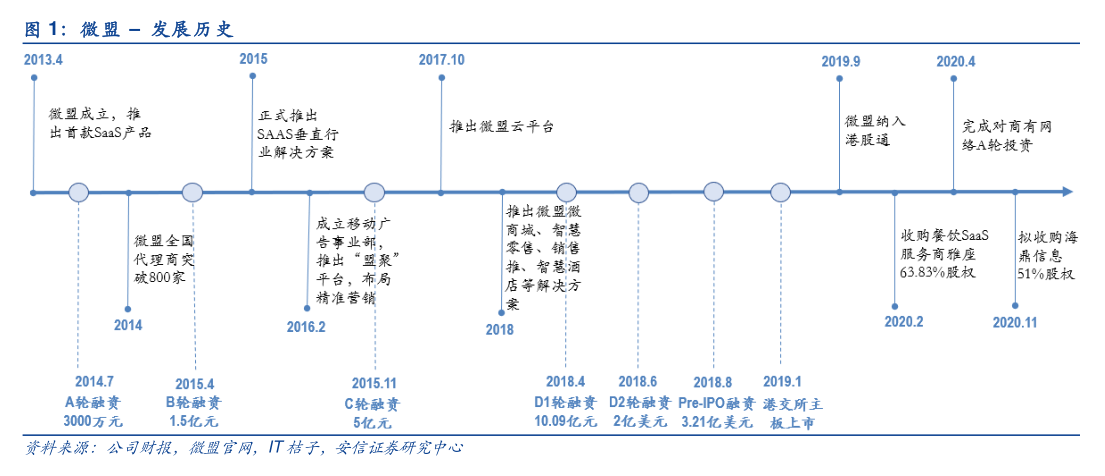 图 1：微盟 – 发展历史
2013.4
2015
2017.10
2019.9
2020.4
微盟成立，推
出首款SaaS产品
正式推出
SAAS垂直行
业解决方案
推出微盟云平台
微盟纳入
港股通
完成对商有网
络A轮投资
微盟全国
代理商突
破800家
2014
成立移动广
告事业部，
推出“盟聚”
平台，布局
精准营销
2016.2
推出微盟微
商城、智慧
零售、销售
推、智慧酒
店等解决方
案
2018
收购餐饮SaaS
服务商雅座
63.83%股权
2020.2
拟收购海
鼎信息
51%股权
2020.11
2014.7
A轮融资
3000万元
2015.4
B轮融资
1.5亿元
2015.11
C轮融资
5亿元
2018.4
D1轮融资
10.09亿元
2018.6
D2轮融资
2亿美元
2018.8
Pre-IPO融资
3.21亿美元
2019.1
港交所主
板上市
资料来源：公司财报，微盟官网，IT 桔子，安信证券研究中心